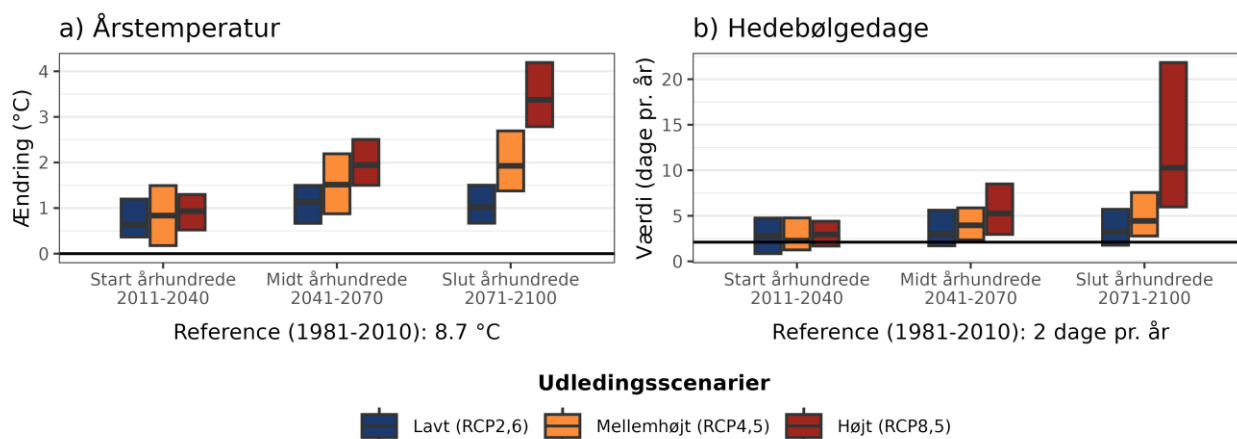 a) Årstemperatur
Ændring (°C)
4
3
2
1
0
Start århundrede
2011-2040
Midt århundrede
2041-2070
Slut århundrede
2071-2100
Reference (1981-2010): 8.7 °C
b) Hedebølgedage
Værdi (dage pr. år)
20
15
10
5
0
Start århundrede
2011-2040
Midt århundrede
2041-2070
Slut århundrede
2071-2100
Reference (1981-2010): 2 dage pr. år
Udledingsscenarier
Lavt (RCP2,6)
Mellemhøjt (RCP4,5)
Højt (RCP8,5)